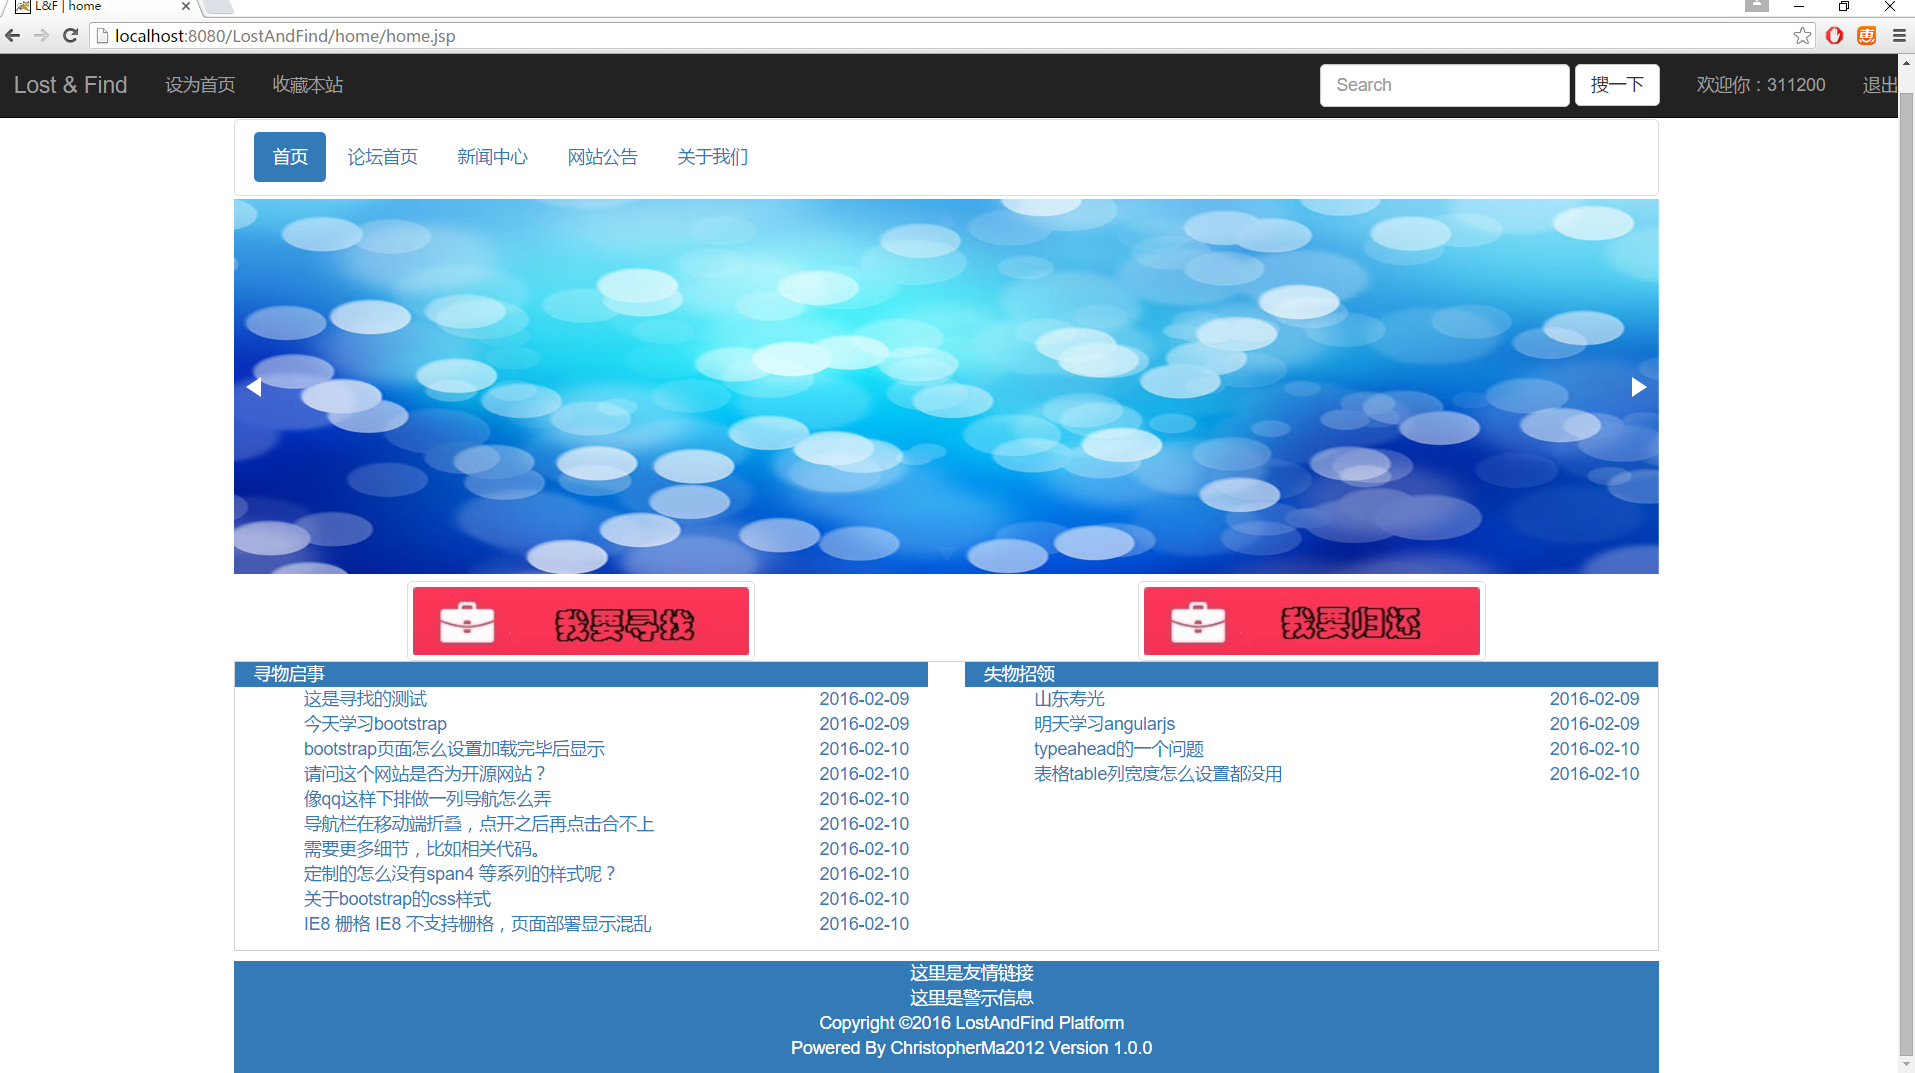 L&F | home
localhost:8080/LostAndFind/home/home.jsp
Lost & Find 设为首页 收藏本站 Search 搜一下 欢迎你：311200 退出
首页 论坛首页 新闻中心 网站公告 关于我们
我要寻找 我要归还
寻物启事
这是寻找的测试 2016-02-09
今天学习bootstrap 2016-02-09
bootstrap页面怎么设置加载完毕后显示 2016-02-10
请问这个网站是否为开源网站？ 2016-02-10
像qq这样下排做一列导航怎么弄 2016-02-10
导航栏在移动端折叠，点开之后再点击合不上 2016-02-10
需要更多细节，比如相关代码。 2016-02-10
定制的怎么没有span4 等系列的样式呢？ 2016-02-10
关于bootstrap的css样式 2016-02-10
IE8 栅格 IE8 不支持栅格，页面部署显示混乱 2016-02-10
失物招领
山东寿光 2016-02-09
明天学习angularjs 2016-02-09
typeahead的一个问题 2016-02-10
表格table列宽度怎么设置都没用 2016-02-10
这里是友情链接
这里是警示信息
Copyright ©2016 LostAndFind Platform
Powered By ChristopherMa2012 Version 1.0.0